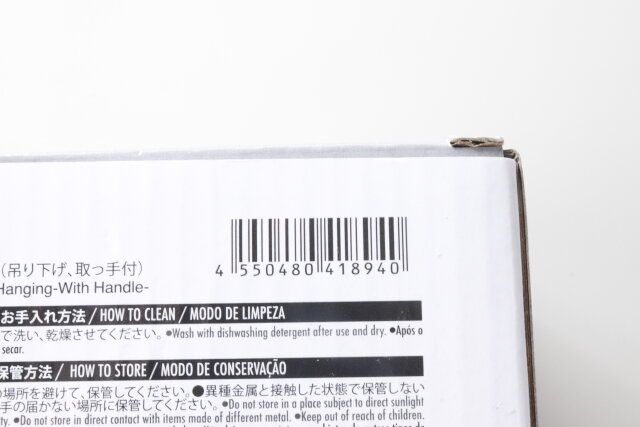 4 550480 418940
(吊り下げ、取っ手付)
Hanging-With Handle-
お手入れ方法 / HOW TO CLEAN / MODO DE LIMPEZA
で洗い、乾燥させてください。●Wash with dishwashing detergent after use and dry. ●Após o
secar.
保管方法 / HOW TO STORE / MODO DE CONSERVAÇÃO
の場所を避けて、保管してください。●異種金属と接触した状態で保管しない
手の届かない場所に保管してください。●Do not store in a place subject to direct sunlight
ty. ●Do not store in direct contact with items made of different metal. ●Keep out of reach of children.